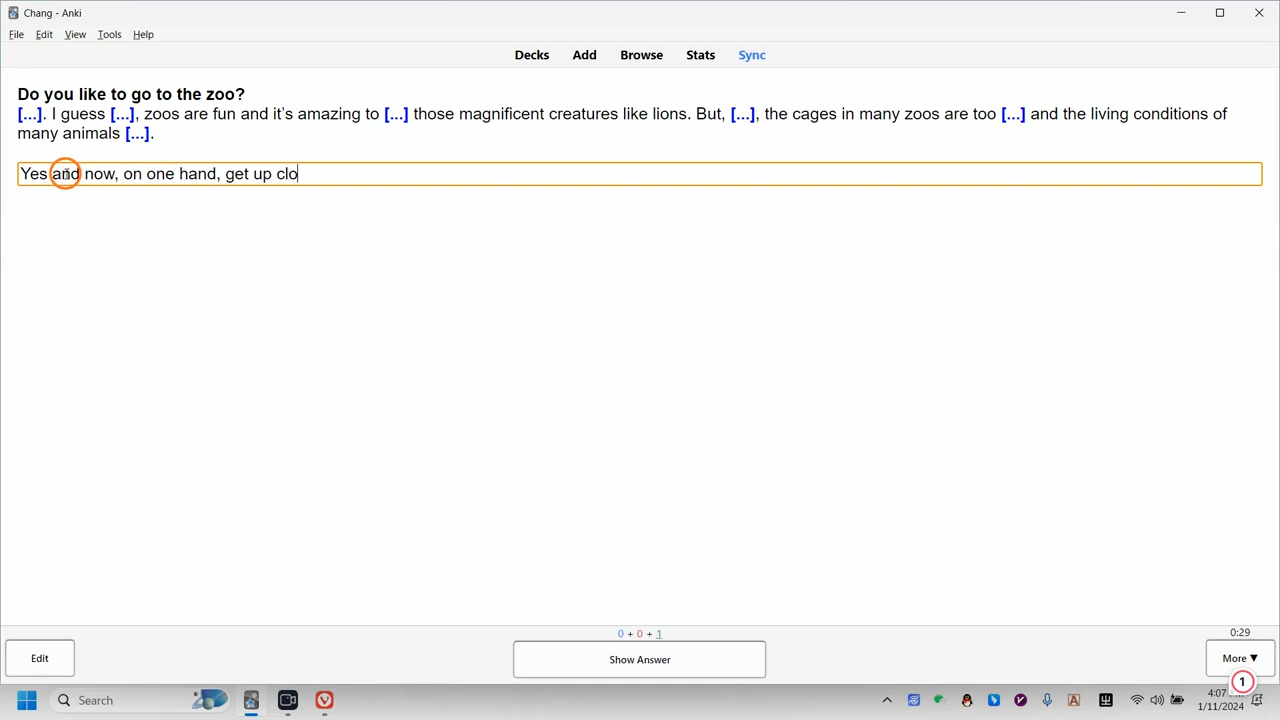 Chang - Anki
File Edit View Tools Help
Decks Add Browse Stats Sync
Do you like to go to the zoo?
[...]. I guess [...], zoos are fun and it's amazing to [...] those magnificent creatures like lions. But, [...], the cages in many zoos are too [...] and the living conditions of
many animals [...].
Yes and now, on one hand, get up clo
0 + 0 + 1
0:29
Edit
Show Answer
More ▼
1
Search
4:07
1/11/2024